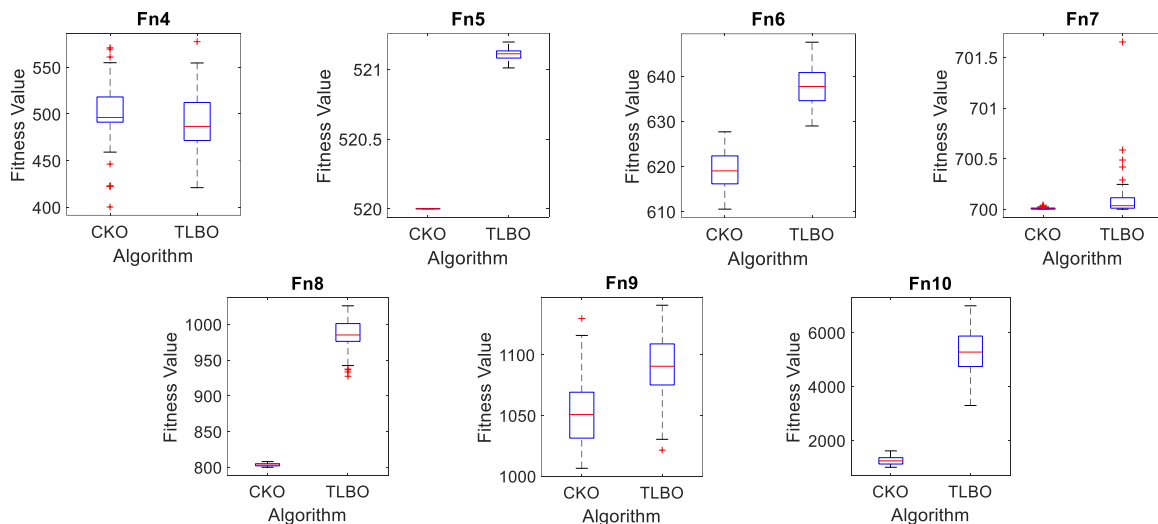 Fn4
Fitness Value
550
500
450
400
CKO TLBO
Algorithm
Fn5
Fitness Value
521
520.5
520
CKO TLBO
Algorithm
Fn6
Fitness Value
640
630
620
610
CKO TLBO
Algorithm
Fn7
Fitness Value
701.5
701
700.5
700
CKO TLBO
Algorithm
Fn8
Fitness Value
1000
950
900
850
800
CKO TLBO
Algorithm
Fn9
Fitness Value
1100
1050
1000
CKO TLBO
Algorithm
Fn10
Fitness Value
6000
4000
2000
CKO TLBO
Algorithm